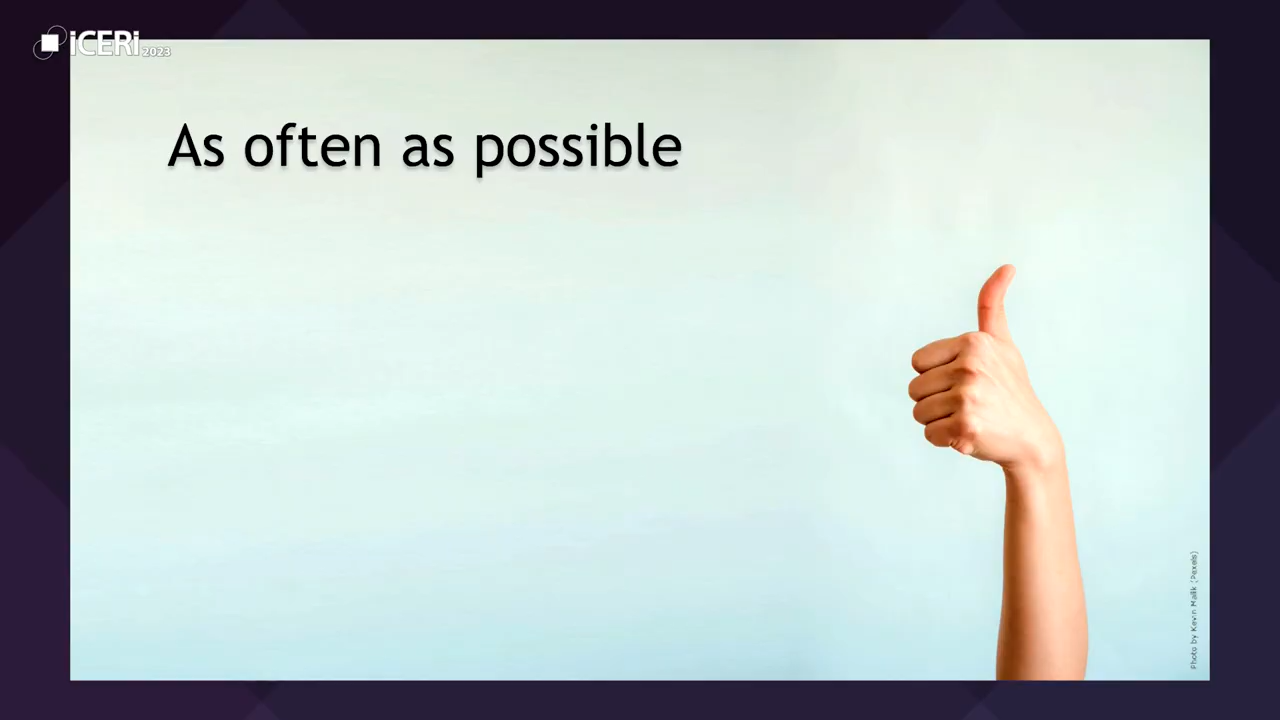 iCERi 2023
As often as possible
Photo by Kevin Malik (Pexels)